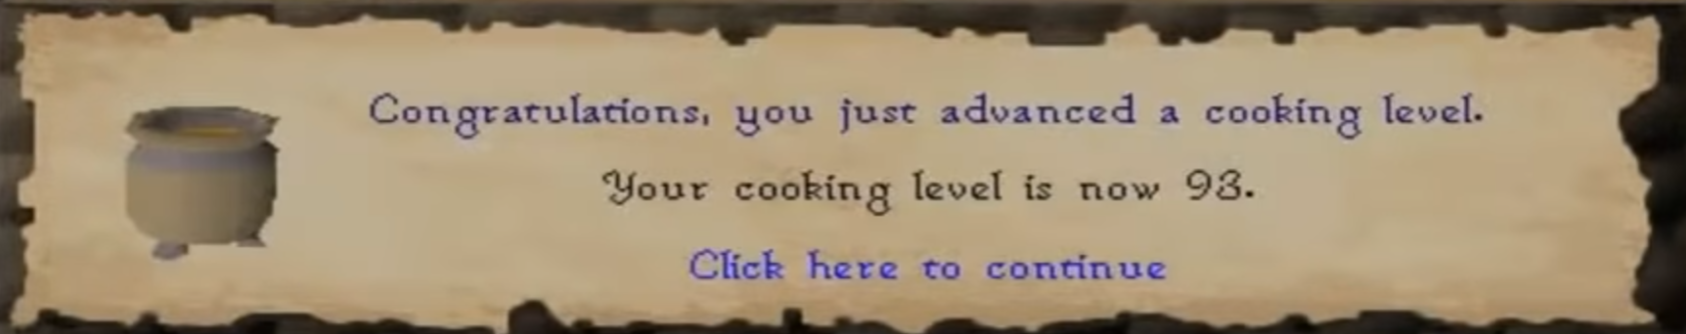 Congratulations, you just advanced a cooking level.
Your cooking level is now 93.
Click here to continue